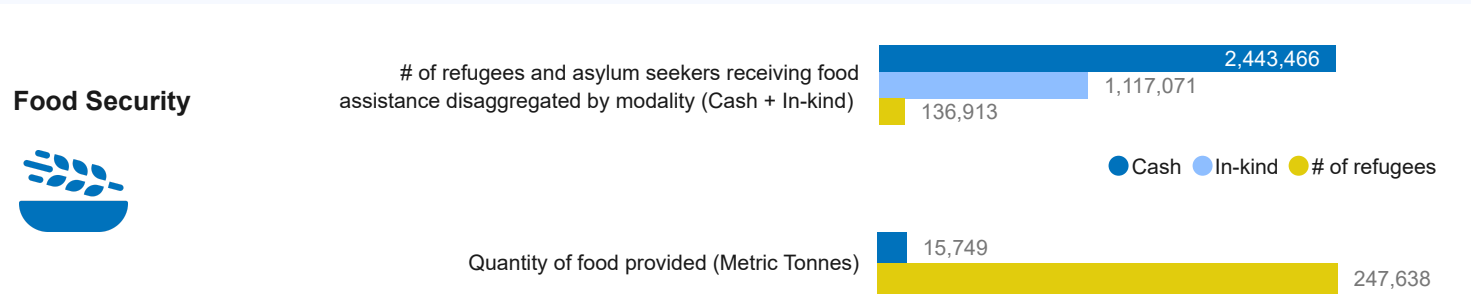 Food Security
# of refugees and asylum seekers receiving food
assistance disaggregated by modality (Cash + In-kind)
2,443,466
1,117,071
136,913
Cash In-kind # of refugees
Quantity of food provided (Metric Tonnes)
15,749
247,638